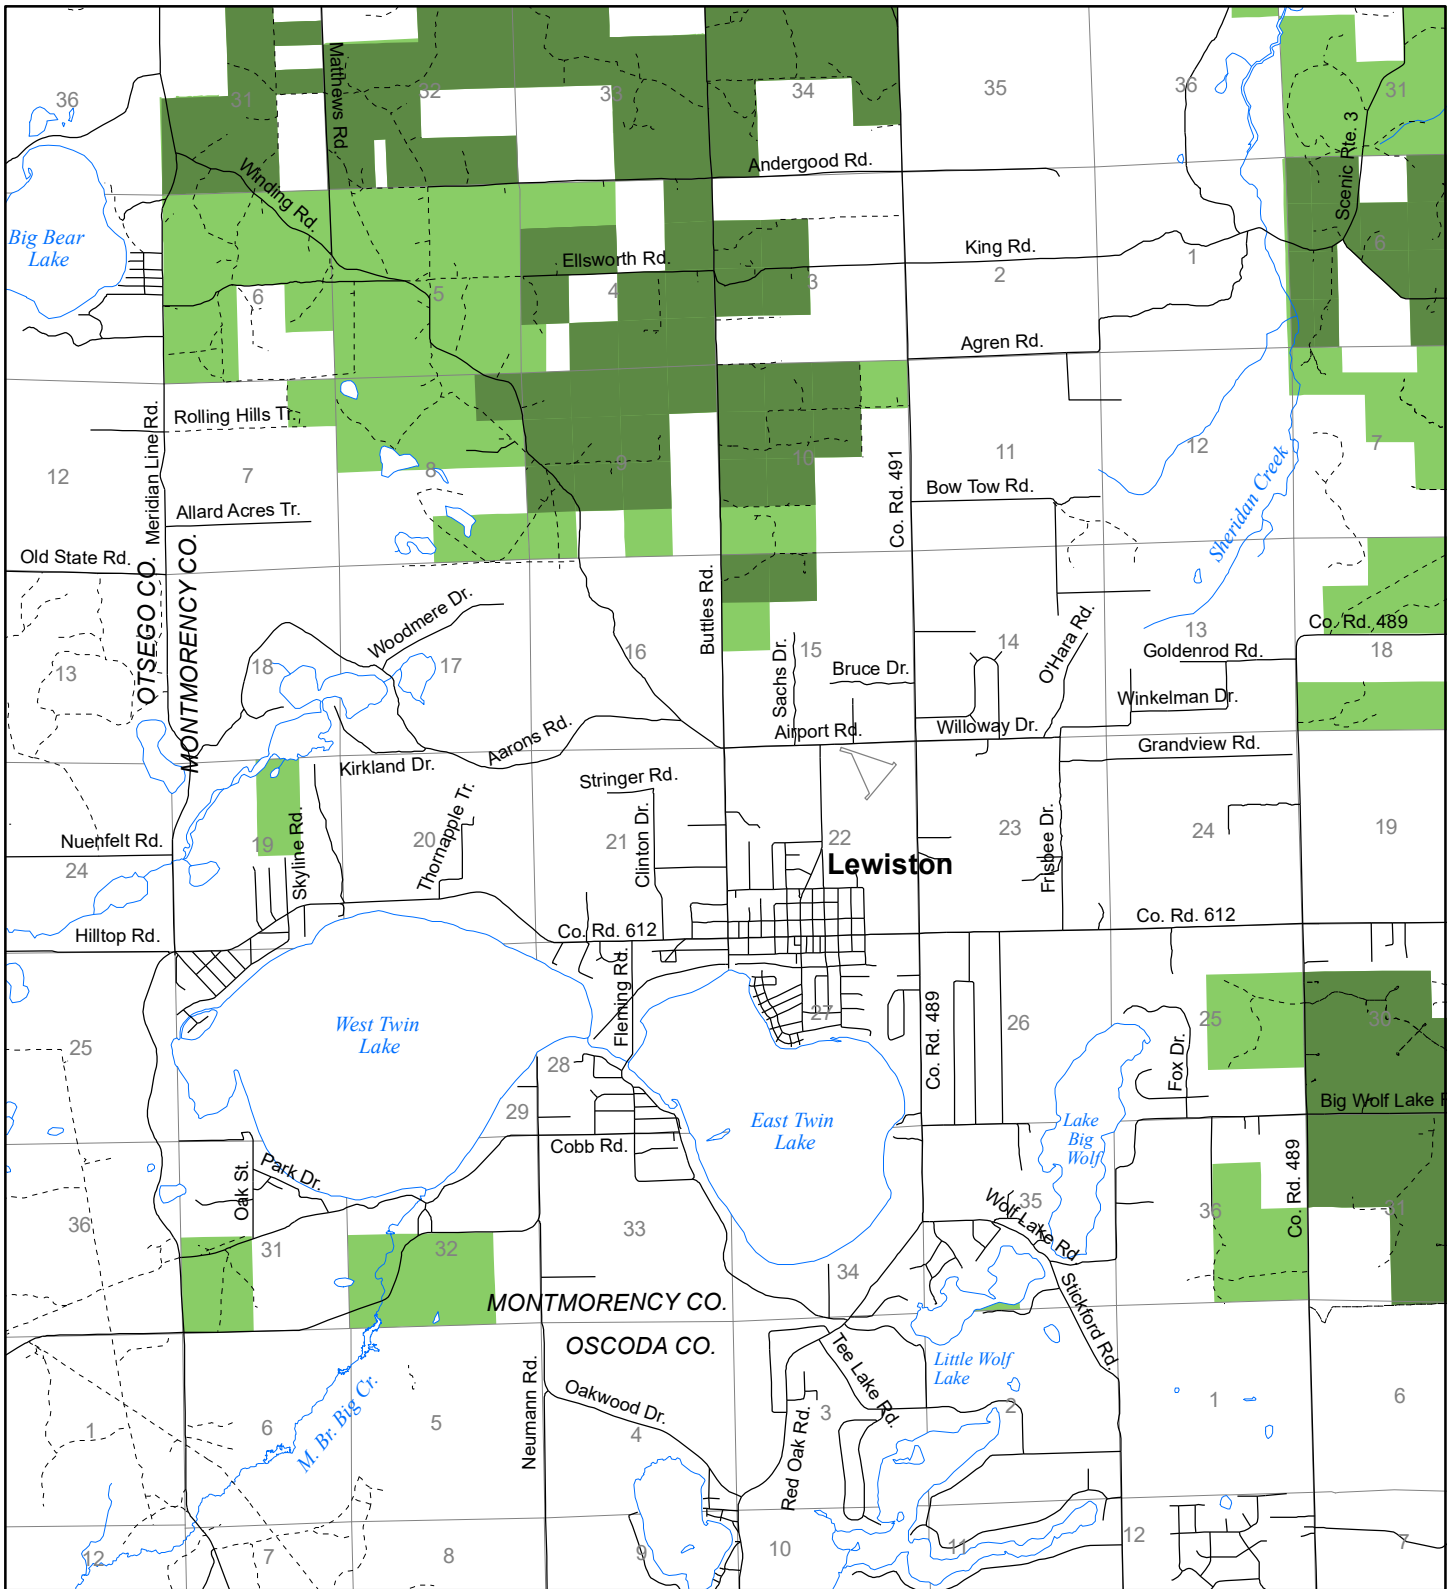 36
31
Matthews Rd
32
33
34
35
36
31
Scenic Rte. 3
Andergood Rd.
Winding Rd.
Big Bear
Lake
Ellsworth Rd.
King Rd.
6
5
4
3
2
1
6
Agren Rd.
Meridian Line Rd.
Rolling Hills Tr.
12
7
8
9
10
11
12
7
Co. Rd. 491
Bow Tow Rd.
Allard Acres Tr.
Sheridan Creek
Old State Rd.
OTSEGO CO.
MONTMORENCY CO.
Buttles Rd.
Woodmere Dr.
13
18
17
16
15
14
13
18
Sachs Dr.
Bruce Dr.
O'Hara Rd.
Co. Rd. 489
Goldenrod Rd.
Winkelman Dr.
Aarons Rd.
Airport Rd.
Willoway Dr.
Grandview Rd.
Kirkland Dr.
Stringer Rd.
Nuenfelt Rd.
24
19
Skyline Rd.
20
Thornapple Tr.
21
Clinton Dr.
22
Lewiston
23
Frisbee Dr.
24
19
Hilltop Rd.
Co. Rd. 612
Co. Rd. 612
Fleming Rd.
West Twin
Lake
25
28
29
27
Co. Rd. 489
26
25
30
Fox Dr.
Big Wolf Lake R
East Twin
Lake
Lake
Big
Wolf
Cobb Rd.
Oak St.
Park Dr.
36
31
32
33
34
35
Wolf Lake Rd
36
Co. Rd. 489
31
Stickford Rd.
MONTMORENCY CO.
OSCODA CO.
Little Wolf
Lake
Tee Lake Rd.
Neumann Rd.
Oakwood Dr.
Red Oak Rd.
M. Br. Big Cr.
1
6
5
4
3
2
1
6
12
7
8
9
10
11
12
7